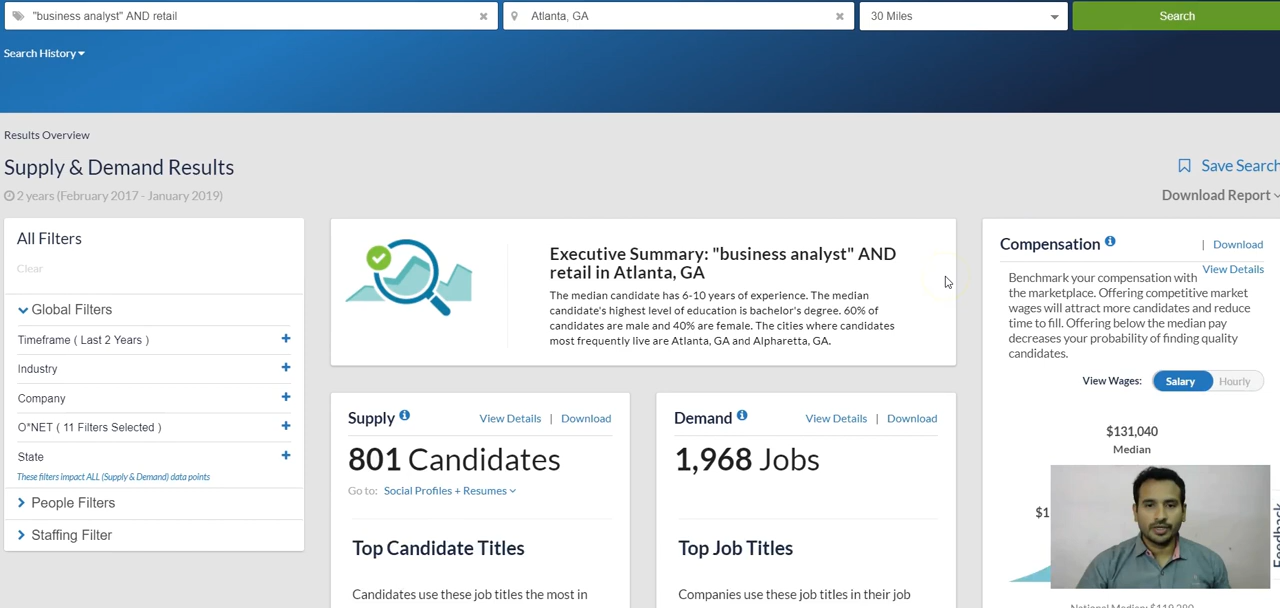 "business analyst" AND retail
Atlanta, GA
30 Miles
Search
Search History
Results Overview
Supply & Demand Results
2 years (February 2017 - January 2019)
Save Search
Download Report
All Filters
Clear
Global Filters
Timeframe ( Last 2 Years )
Industry
Company
O*NET ( 11 Filters Selected )
State
These filters impact ALL (Supply & Demand) data points
People Filters
Staffing Filter
Executive Summary: "business analyst" AND
retail in Atlanta, GA
The median candidate has 6-10 years of experience. The median
candidate's highest level of education is bachelor's degree. 60% of
candidates are male and 40% are female. The cities where candidates
most frequently live are Atlanta, GA and Alpharetta, GA.
Supply
View Details | Download
801 Candidates
Go to: Social Profiles + Resumes
Top Candidate Titles
Candidates use these job titles the most in
Demand
View Details | Download
1,968 Jobs
Top Job Titles
Companies use these job titles in their job
Compensation
| Download
View Details
Benchmark your compensation with
the marketplace. Offering competitive market
wages will attract more candidates and reduce
time to fill. Offering below the median pay
decreases your probability of finding quality
candidates.
View Wages: Salary Hourly
$131,040
Median
$1
Feedback